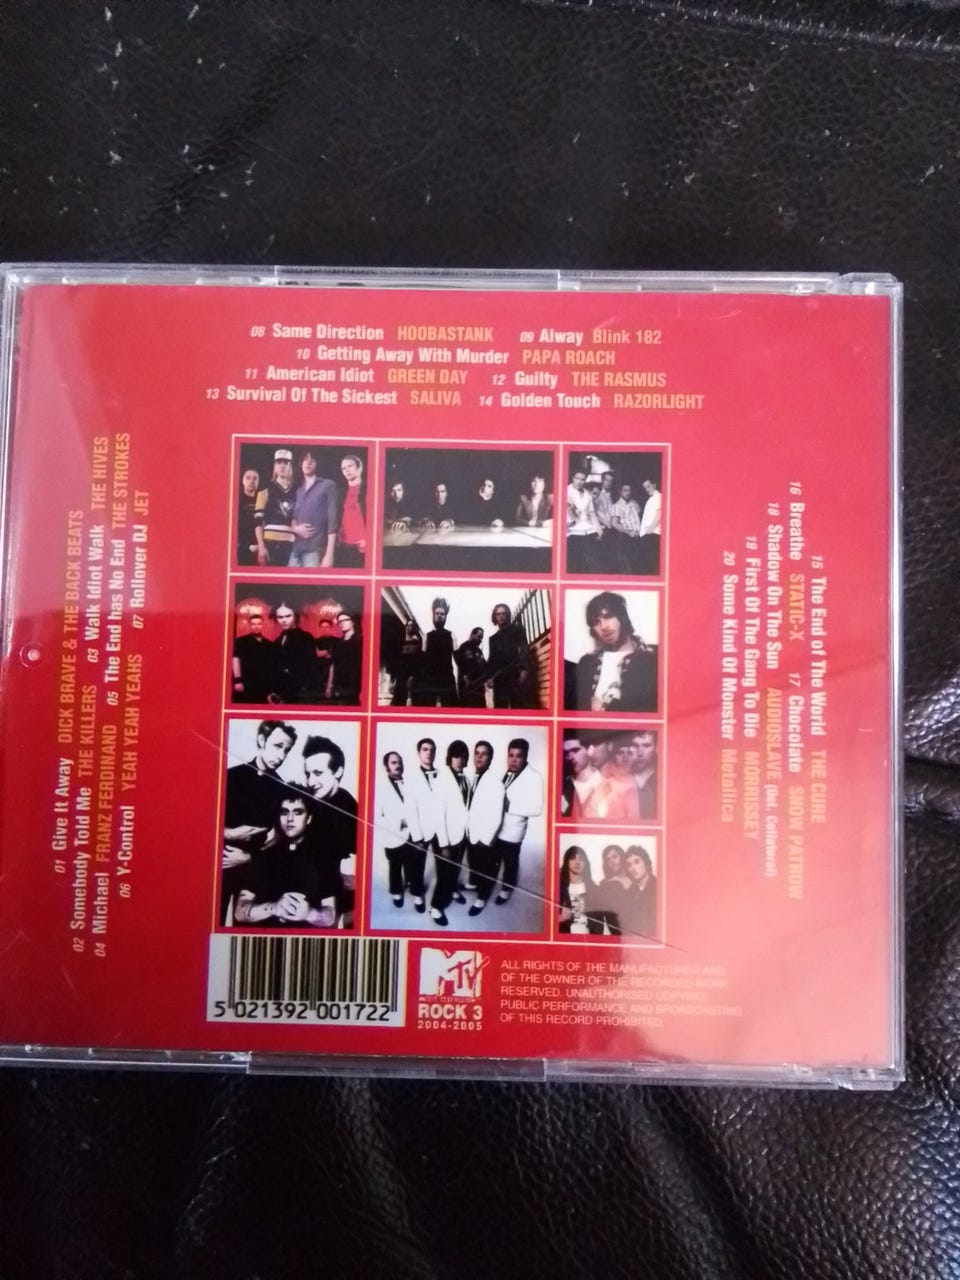 01 Give It Away DICK BRAVE & THE BACK BEATS
02 Somebody Told Me THE KILLERS 03 Walk Idiot Walk THE HIVES
04 Michael FRANZ FERDINAND 05 The End has No End THE STROKES
06 Y-Control YEAH YEAH YEAHS 07 Rollover DJ JET
08 Same Direction HOOBASTANK 09 Alway Blink 182
10 Getting Away With Murder PAPA ROACH
11 American Idiot GREEN DAY 12 Guilty THE RASMUS
13 Survival Of The Sickest SALIVA 14 Golden Touch RAZORLIGHT
15 The End of The World THE CURE
16 Breathe STATIC-X 17 Chocolate SNOW PATROW
18 Shadow On The Sun AUDIOSLAVE (Ost. Collateral)
19 First Of The Gang To Die MORRISSEY
20 Some Kind Of Monster Metallica
5 021392 001722
MTV
ROCK 3
2004-2005
ALL RIGHTS OF THE MANUFACTURER AND
OF THE OWNER OF THE RECORDED WORK
RESERVED. UNAUTHORISED COPYING,
PUBLIC PERFORMANCE AND BROADCASTING
OF THIS RECORD PROHIBITED.